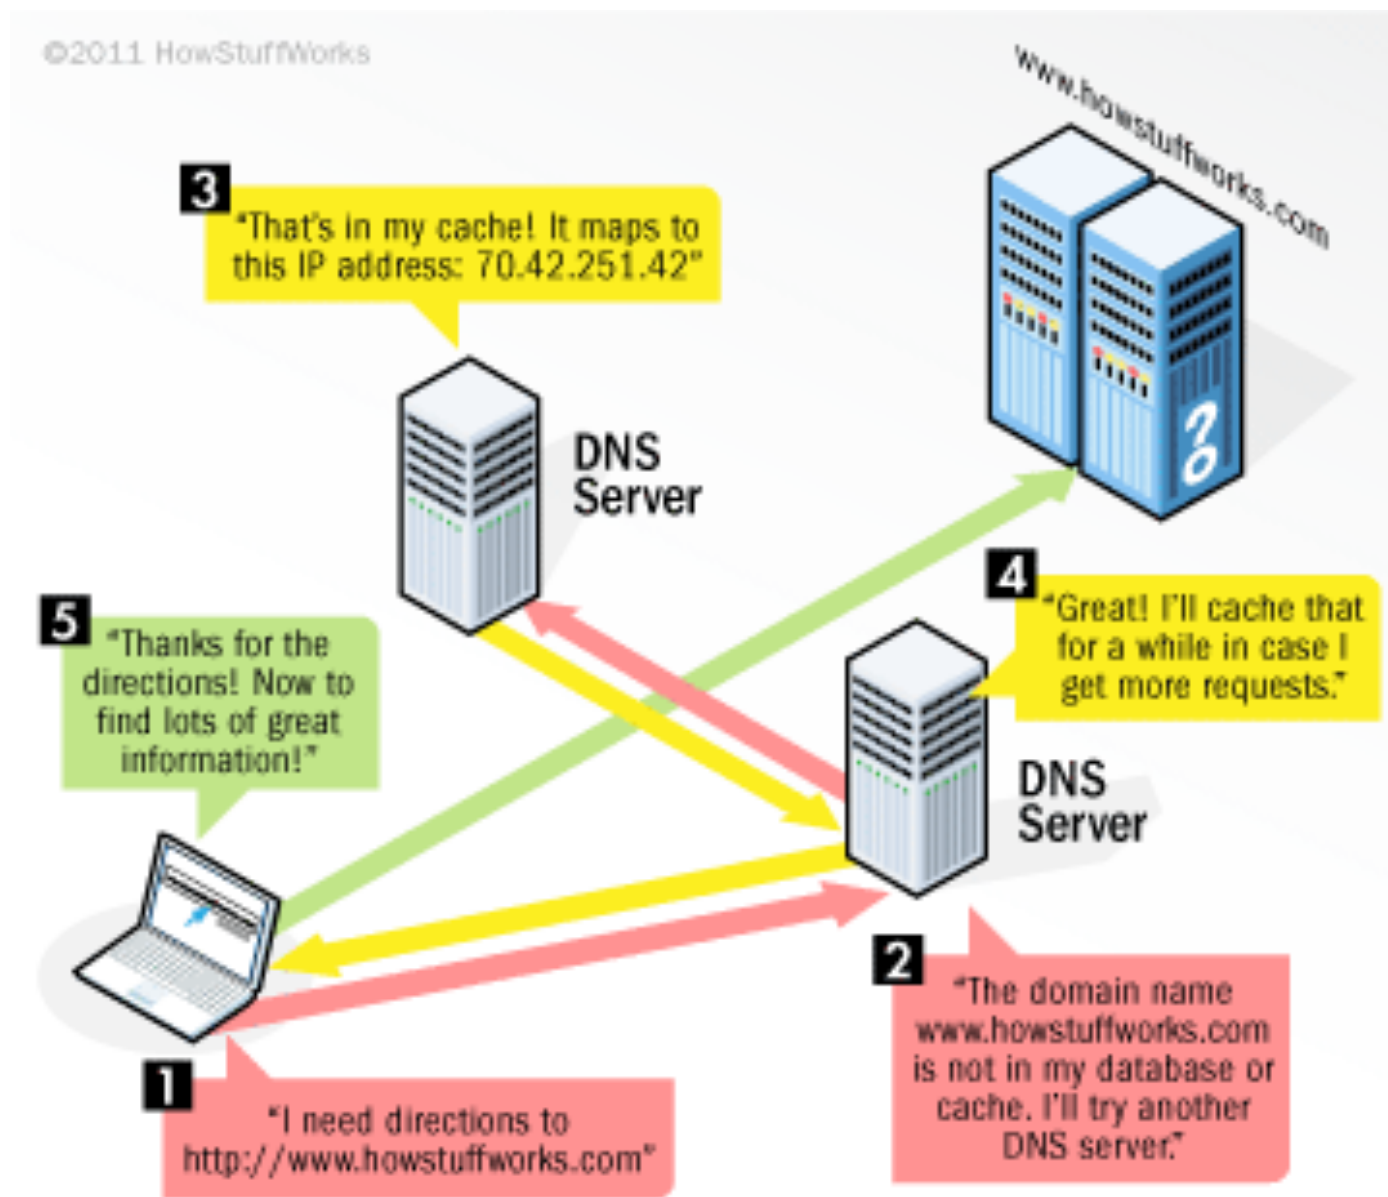 ©2011 HowStuffWorks
www.howstuffworks.com
3
"That's in my cache! It maps to
this IP address: 70.42.251.42"
DNS
Server
4
"Great! I'll cache that
for a while in case I
get more requests."
5
"Thanks for the
directions! Now to
find lots of great
information!"
DNS
Server
2
"The domain name
www.howstuffworks.com
is not in my database or
cache. I'll try another
DNS server."
1
"I need directions to
http://www.howstuffworks.com"
?